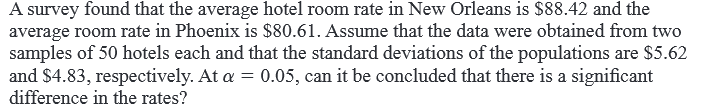 A survey found that the average hotel room rate in New Orleans is $88.42 and the
average room rate in Phoenix is $80.61. Assume that the data were obtained from two
samples of 50 hotels each and that the standard deviations of the populations are $5.62
and $4.83, respectively. At α = 0.05, can it be concluded that there is a significant
difference in the rates?